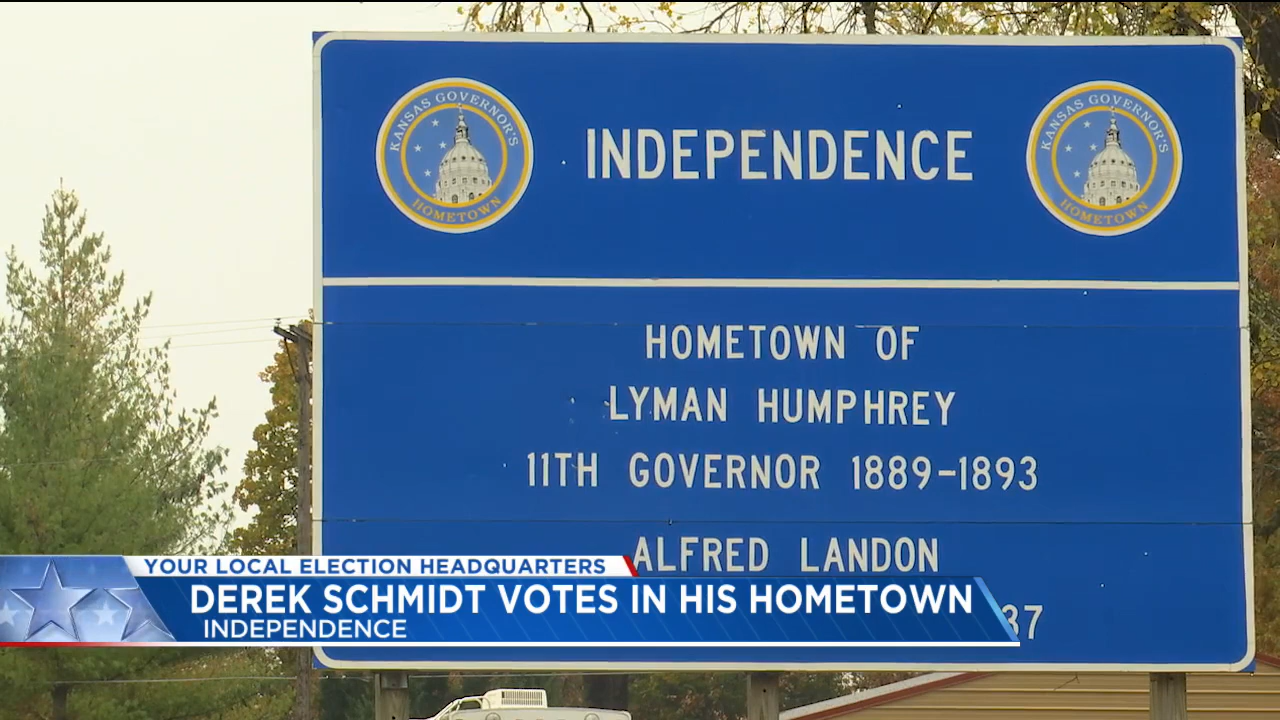 KANSAS GOVERNOR'S
HOMETOWN
INDEPENDENCE
KANSAS GOVERNOR'S
HOMETOWN
HOMETOWN OF
LYMAN HUMPHREY
11TH GOVERNOR 1889-1893
ALFRED LANDON
37
YOUR LOCAL ELECTION HEADQUARTERS
DEREK SCHMIDT VOTES IN HIS HOMETOWN
INDEPENDENCE